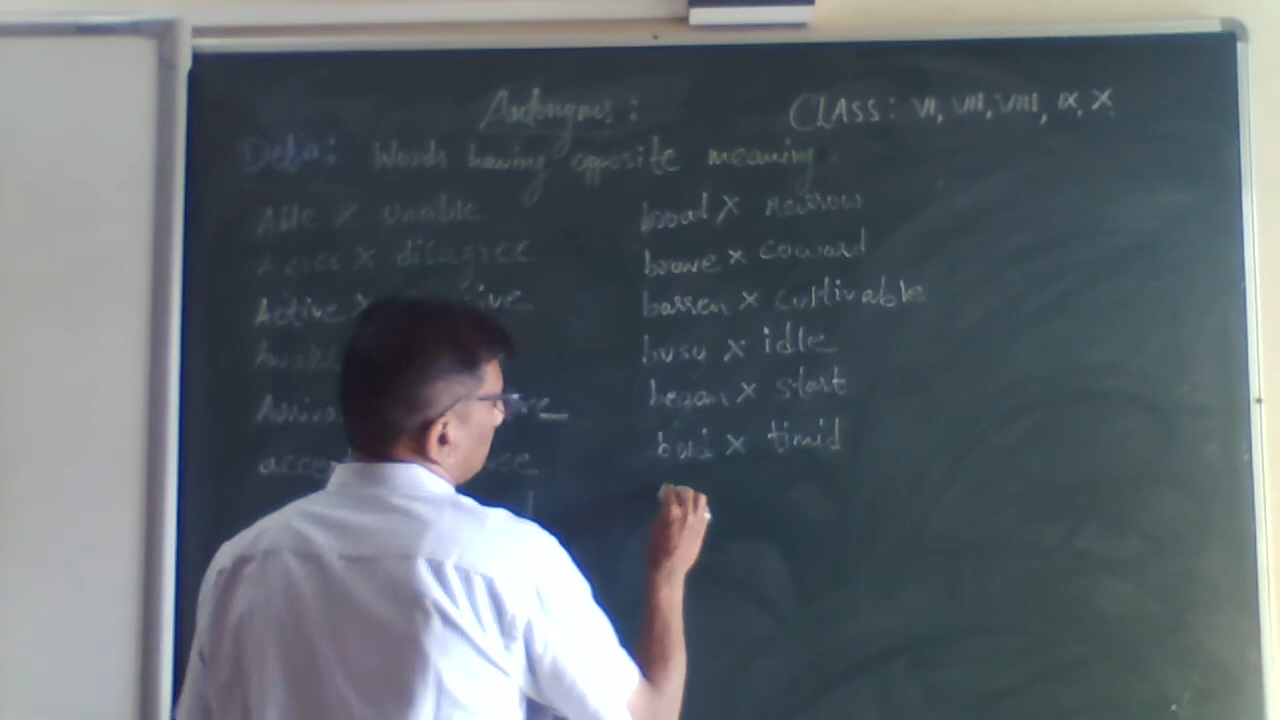 Antonyms:
CLASS: VI, VII, VIII, IX, X
Defn: Words having opposite meaning
Able X unable
Agree X disagree
Active X
broad X narrow
brave X coward
barren X cultivable
busy X idle
began X start
bold X timid